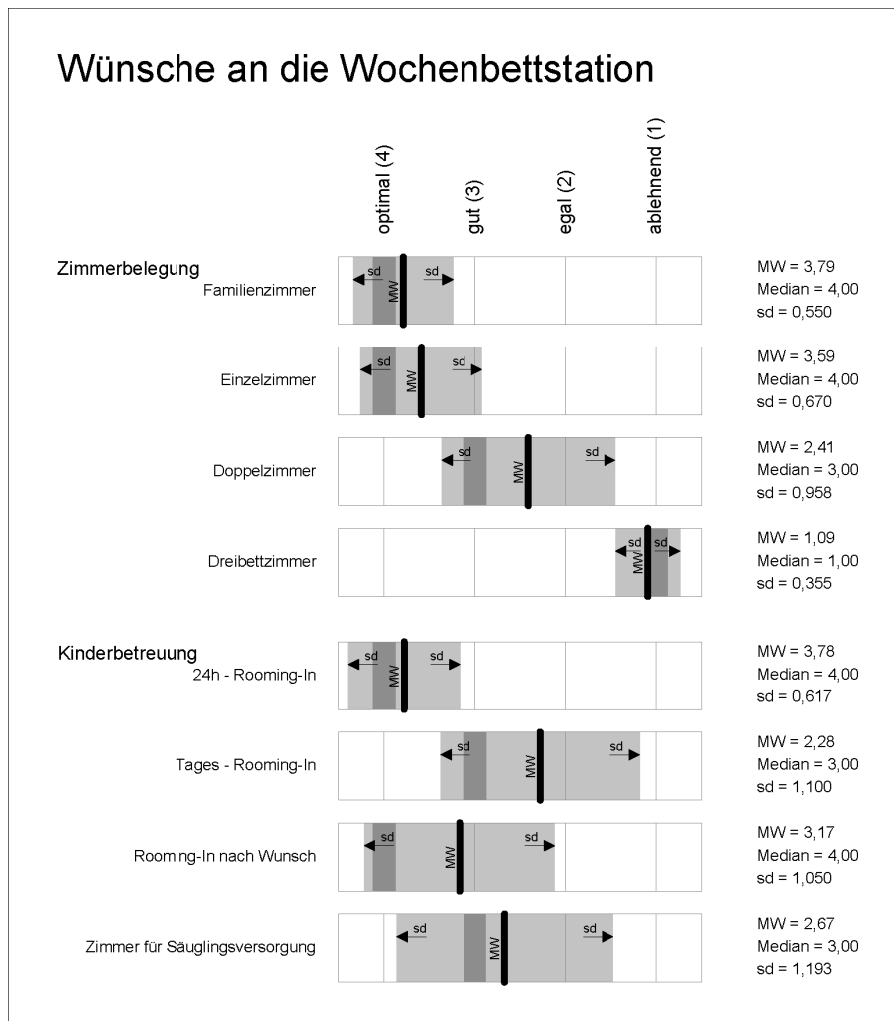 Wünsche an die Wochenbettstation
optimal (4)
gut (3)
egal (2)
ablehnend (1)
Zimmerbelegung
Familienzimmer
sd
MW
sd
MW = 3,79
Median = 4,00
sd = 0,550
Einzelzimmer
sd
MW
sd
MW = 3,59
Median = 4,00
sd = 0,670
Doppelzimmer
sd
MW
sd
MW = 2,41
Median = 3,00
sd = 0,958
Dreibettzimmer
sd
MW
sd
MW = 1,09
Median = 1,00
sd = 0,355
Kinderbetreuung
24h - Rooming-In
sd
MW
sd
MW = 3,78
Median = 4,00
sd = 0,617
Tages - Rooming-In
sd
MW
sd
MW = 2,28
Median = 3,00
sd = 1,100
Rooming-In nach Wunsch
sd
MW
sd
MW = 3,17
Median = 4,00
sd = 1,050
Zimmer für Säuglingsversorgung
sd
MW
sd
MW = 2,67
Median = 3,00
sd = 1,193